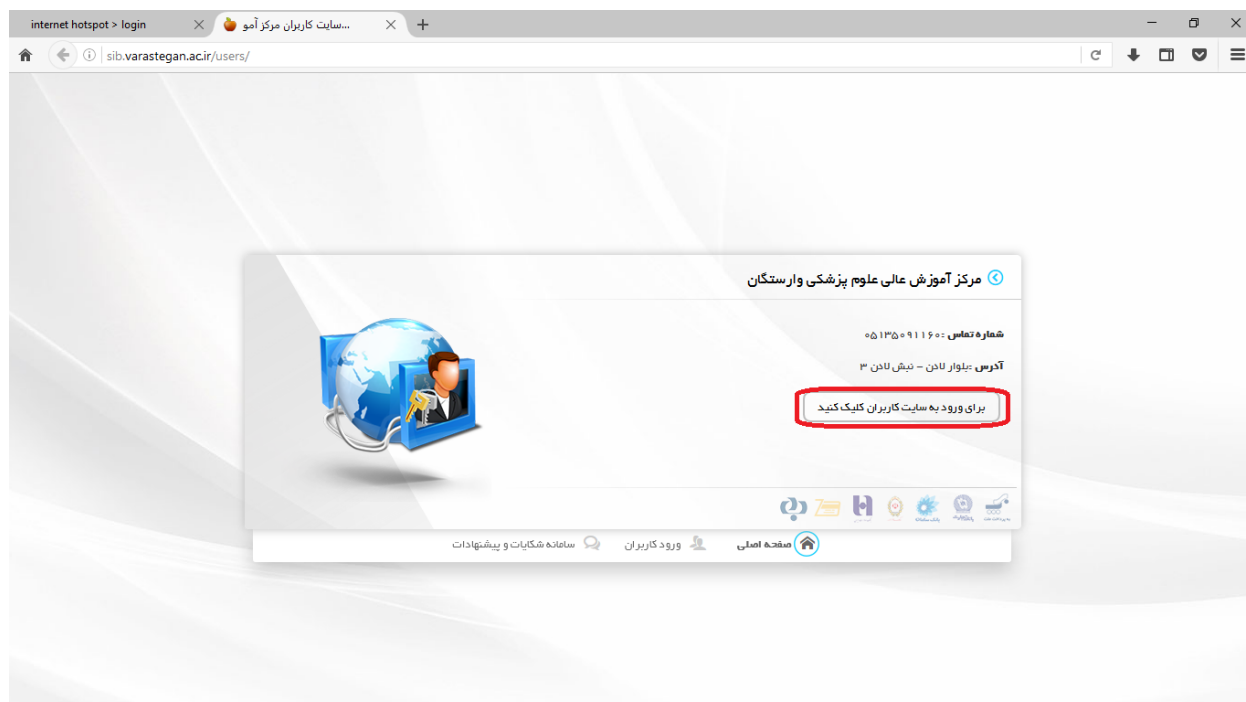 internet hotspot > login
سایت کاربران مرکز آمو...
sib.varastegan.ac.ir/users/
مرکز آموزش عالی علوم پزشکی وارستگان
شماره تماس :۰۵۱۳۵۰۹۱۱۶۰
آدرس :بلوار لادن – نبش لادن ۳
برای ورود به سایت کاربران کلیک کنید
صفحه اصلی ورود کاربران سامانه شکایات و پیشنهادات